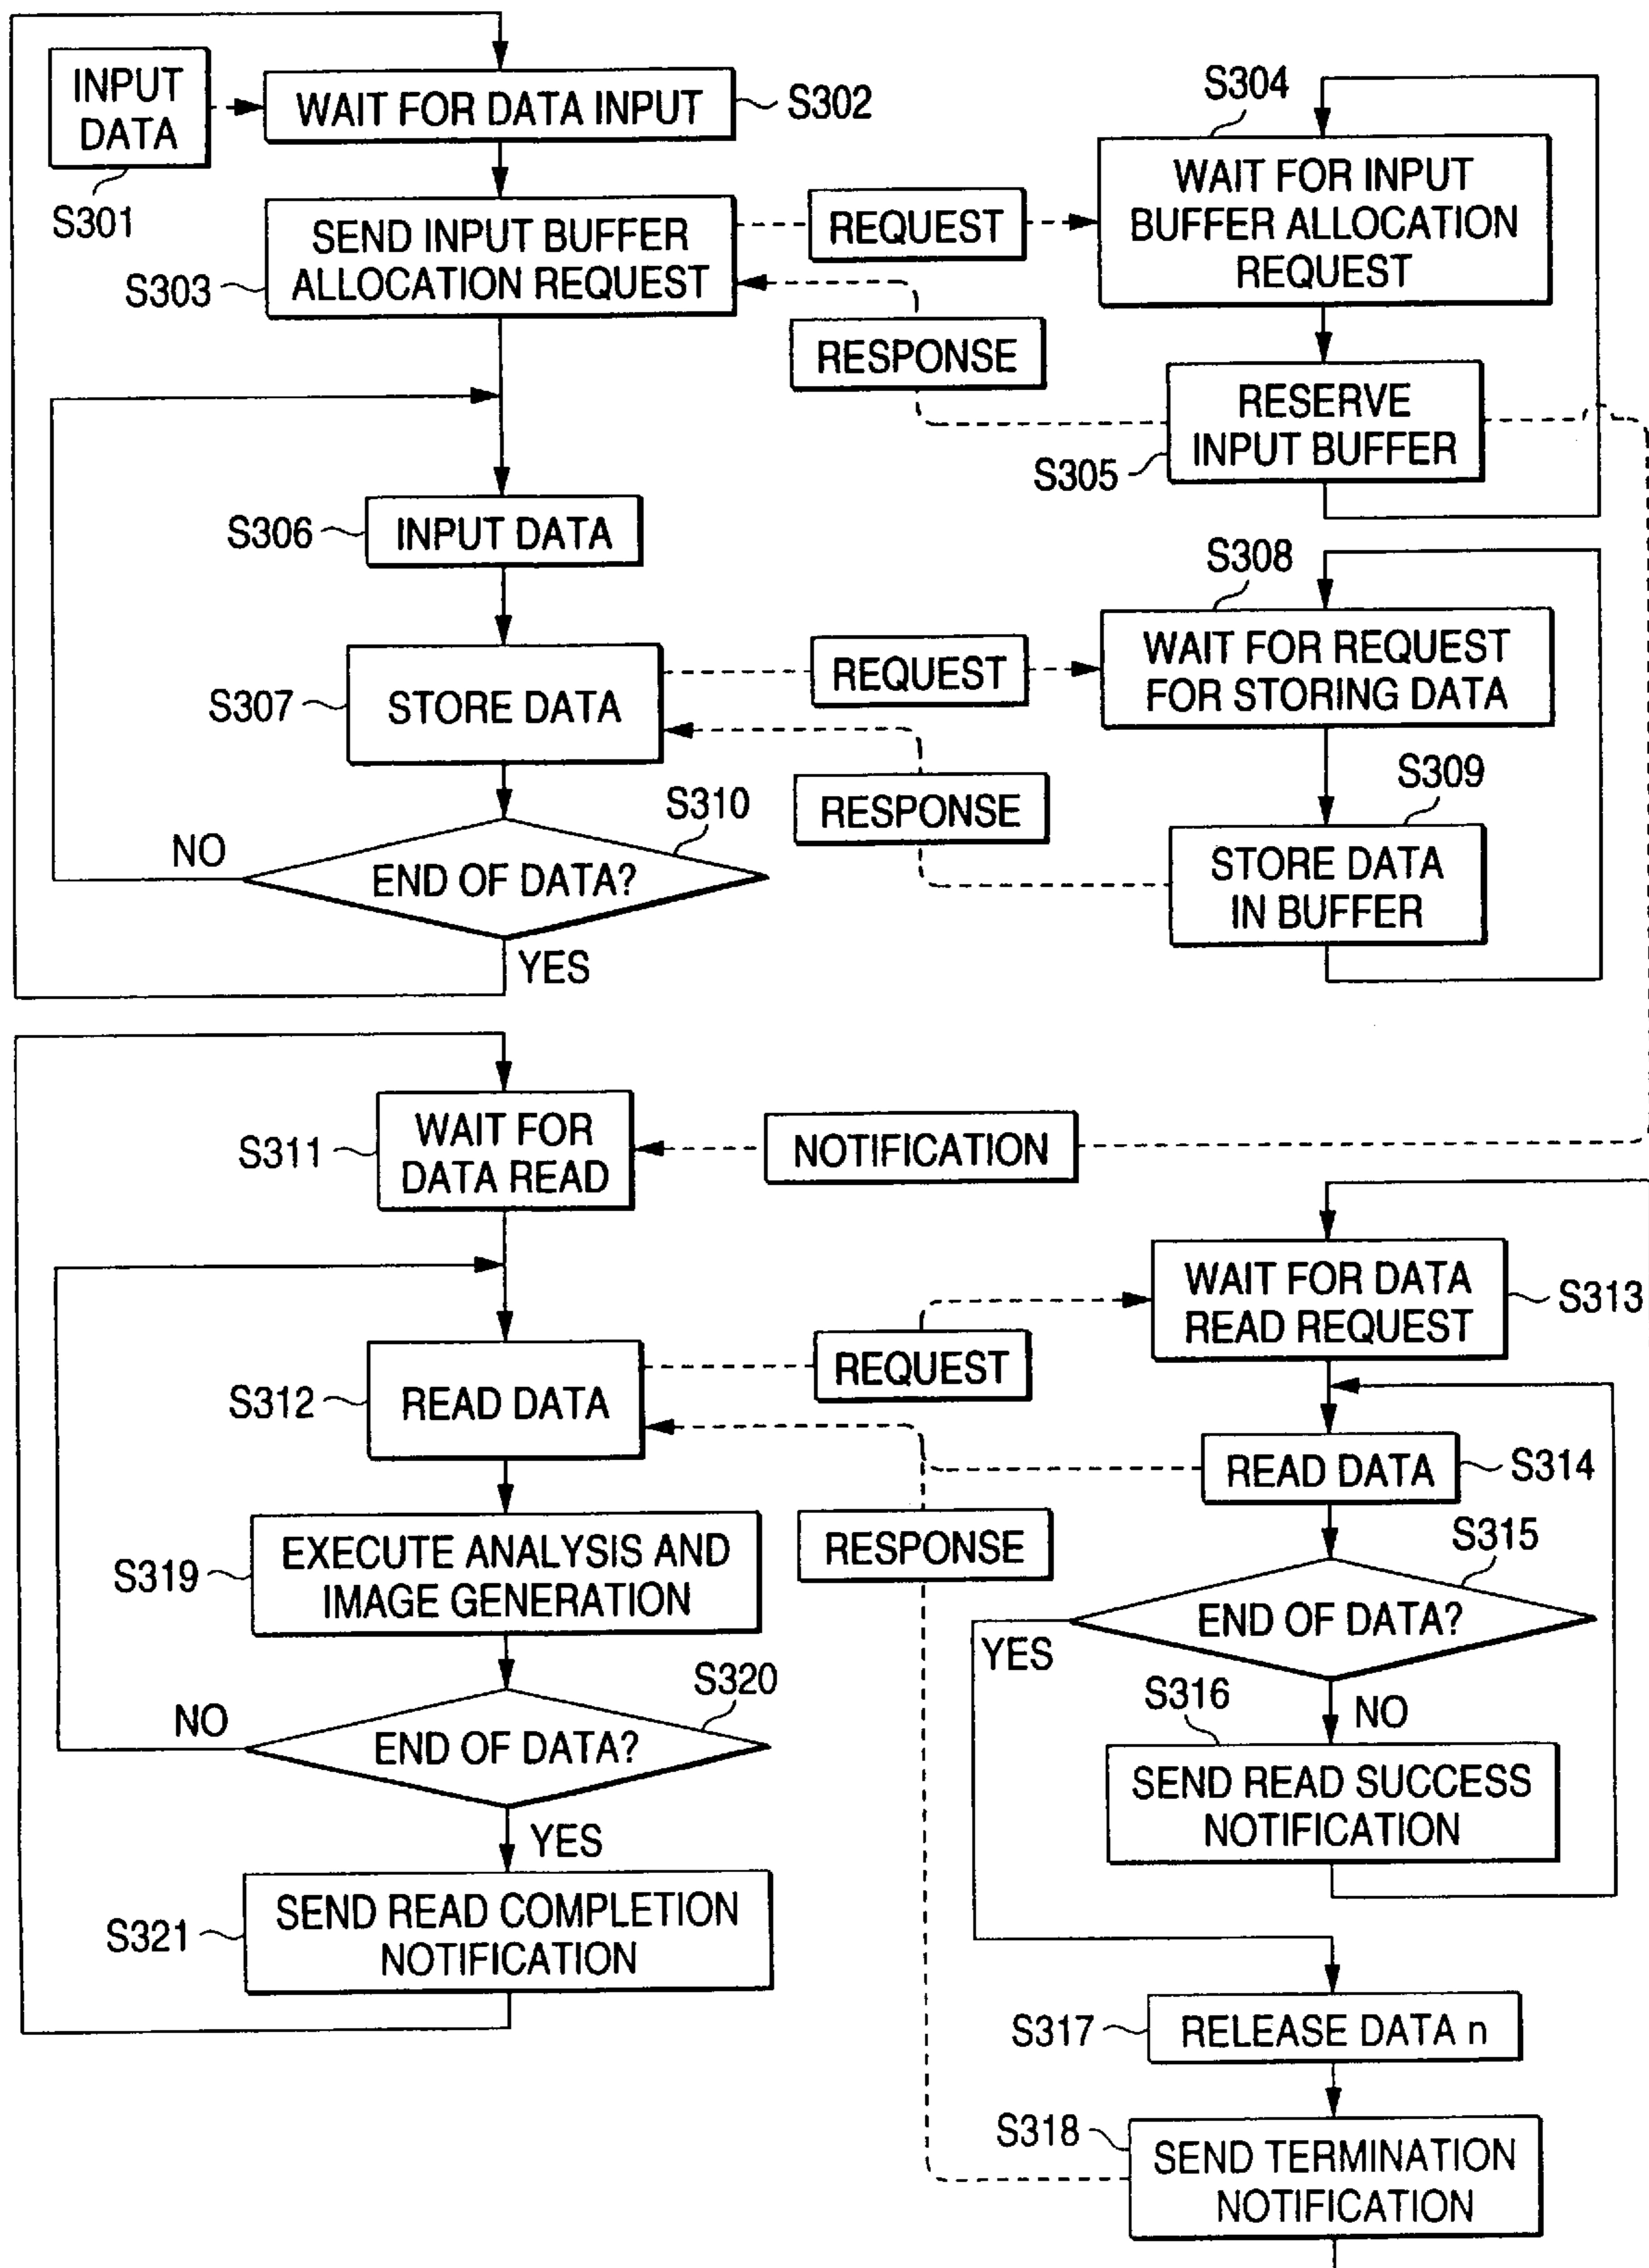 INPUT
DATA
S301
WAIT FOR DATA INPUT
S302
SEND INPUT BUFFER
ALLOCATION REQUEST
S303
REQUEST
RESPONSE
S304
WAIT FOR INPUT
BUFFER ALLOCATION
REQUEST
RESERVE
INPUT BUFFER
S305
S306
INPUT DATA
S307
STORE DATA
REQUEST
RESPONSE
S308
WAIT FOR REQUEST
FOR STORING DATA
S309
STORE DATA
IN BUFFER
S310
NO
END OF DATA?
YES
S311
WAIT FOR
DATA READ
NOTIFICATION
S312
READ DATA
REQUEST
WAIT FOR DATA
READ REQUEST
S313
READ DATA
S314
RESPONSE
S319
EXECUTE ANALYSIS AND
IMAGE GENERATION
S315
END OF DATA?
YES
NO
S320
NO
END OF DATA?
YES
S316
SEND READ SUCCESS
NOTIFICATION
S321
SEND READ COMPLETION
NOTIFICATION
S317
RELEASE DATA n
S318
SEND TERMINATION
NOTIFICATION